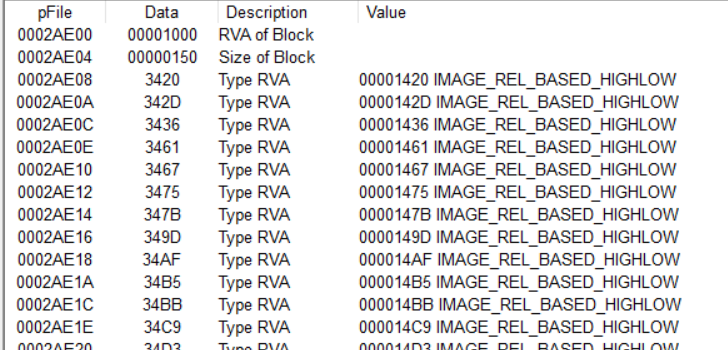 pFile Data Description Value
0002AE00 00001000 RVA of Block
0002AE04 00000150 Size of Block
0002AE08 3420 Type RVA 00001420 IMAGE_REL_BASED_HIGHLOW
0002AE0A 342D Type RVA 0000142D IMAGE_REL_BASED_HIGHLOW
0002AE0C 3436 Type RVA 00001436 IMAGE_REL_BASED_HIGHLOW
0002AE0E 3461 Type RVA 00001461 IMAGE_REL_BASED_HIGHLOW
0002AE10 3467 Type RVA 00001467 IMAGE_REL_BASED_HIGHLOW
0002AE12 3475 Type RVA 00001475 IMAGE_REL_BASED_HIGHLOW
0002AE14 347B Type RVA 0000147B IMAGE_REL_BASED_HIGHLOW
0002AE16 349D Type RVA 0000149D IMAGE_REL_BASED_HIGHLOW
0002AE18 34AF Type RVA 000014AF IMAGE_REL_BASED_HIGHLOW
0002AE1A 34B5 Type RVA 000014B5 IMAGE_REL_BASED_HIGHLOW
0002AE1C 34BB Type RVA 000014BB IMAGE_REL_BASED_HIGHLOW
0002AE1E 34C9 Type RVA 000014C9 IMAGE_REL_BASED_HIGHLOW
0002AE20 34D3 Type RVA 000014D3 IMAGE_REL_BASED_HIGHLOW